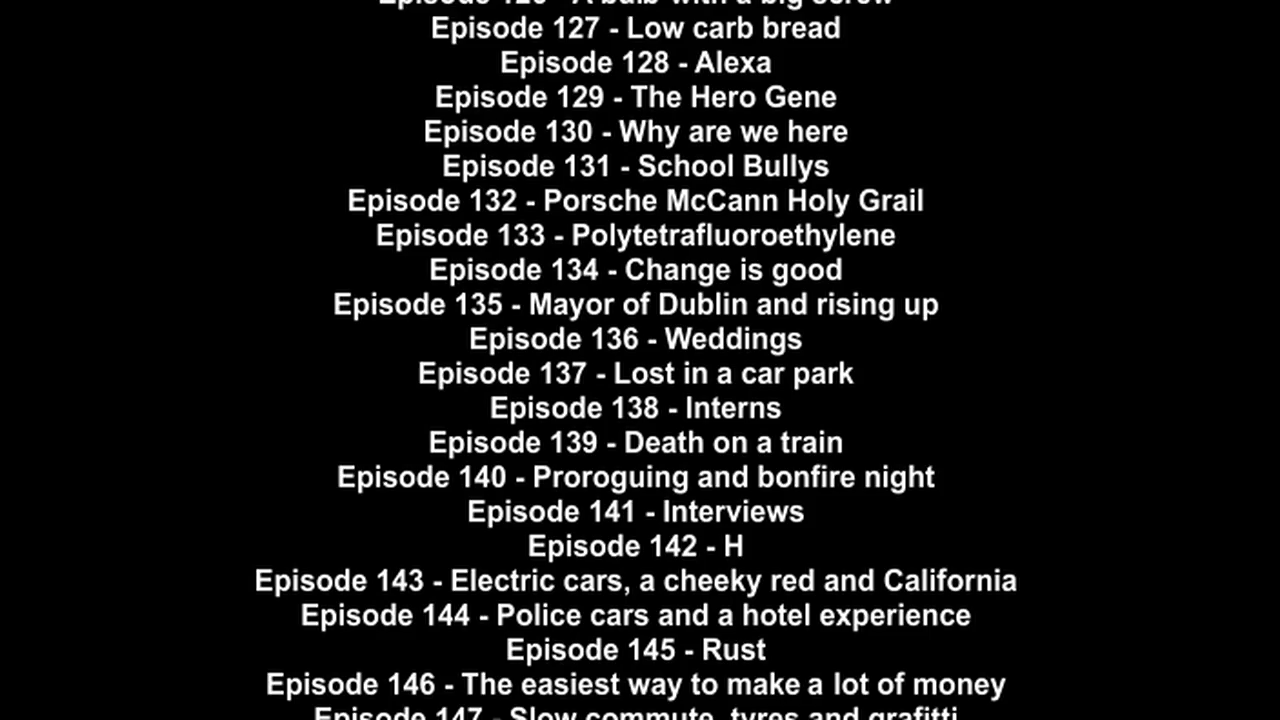 Episode 126 - A bulb with a big screw
Episode 127 - Low carb bread
Episode 128 - Alexa
Episode 129 - The Hero Gene
Episode 130 - Why are we here
Episode 131 - School Bullys
Episode 132 - Porsche McCann Holy Grail
Episode 133 - Polytetrafluoroethylene
Episode 134 - Change is good
Episode 135 - Mayor of Dublin and rising up
Episode 136 - Weddings
Episode 137 - Lost in a car park
Episode 138 - Interns
Episode 139 - Death on a train
Episode 140 - Proroguing and bonfire night
Episode 141 - Interviews
Episode 142 - H
Episode 143 - Electric cars, a cheeky red and California
Episode 144 - Police cars and a hotel experience
Episode 145 - Rust
Episode 146 - The easiest way to make a lot of money
Episode 147 - Slow commute, tyres and grafitti